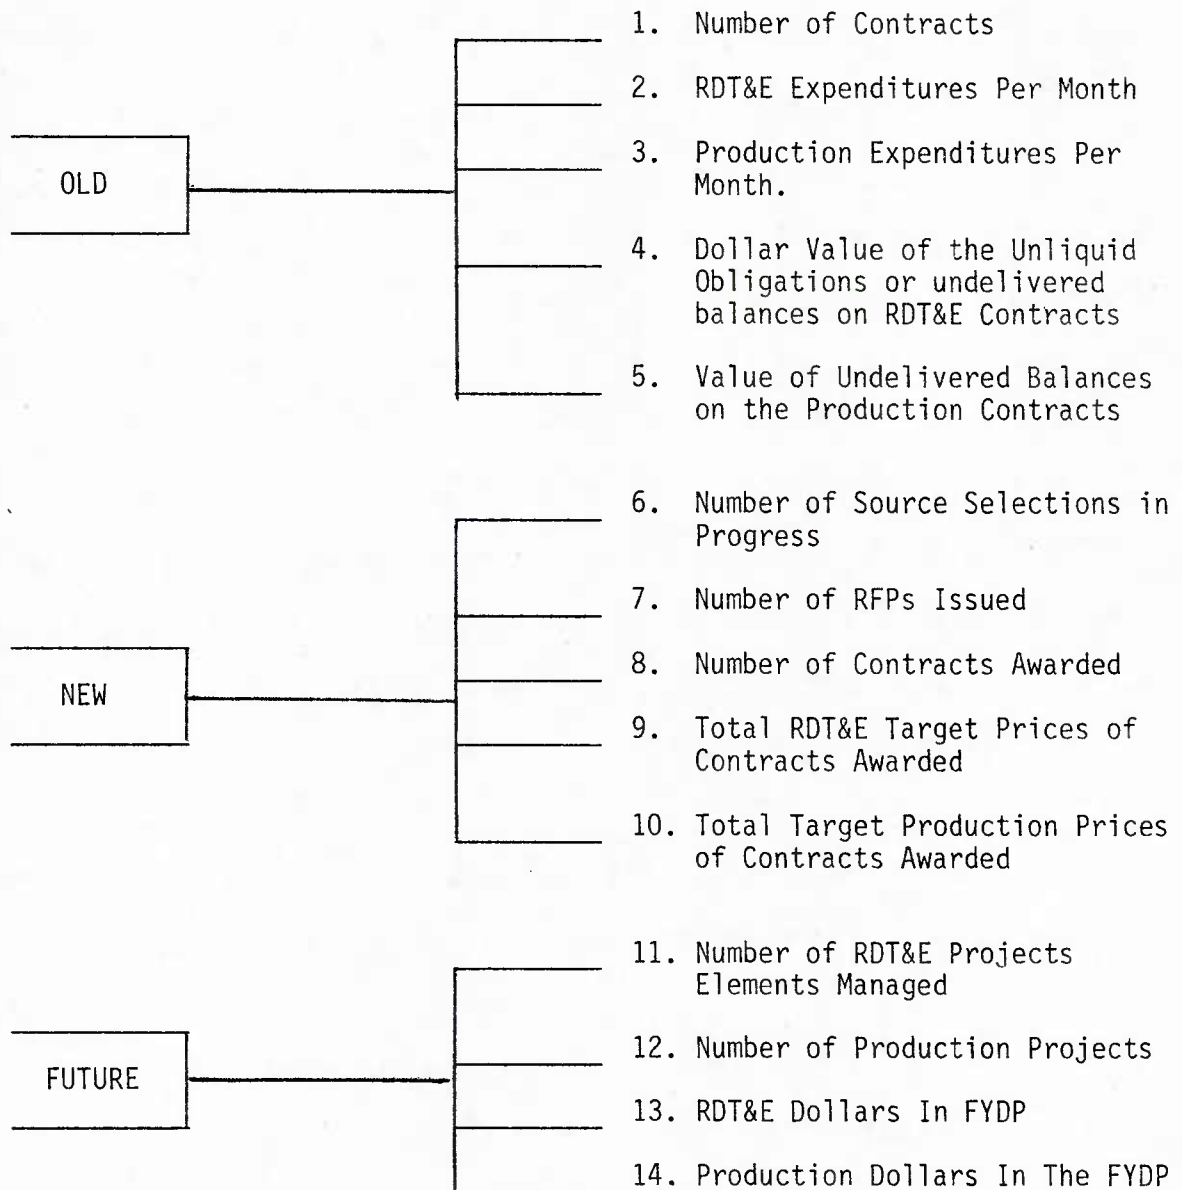 1. Number of Contracts
2. RDT&E Expenditures Per Month
3. Production Expenditures Per
Month.
OLD
4. Dollar Value of the Unliquid
Obligations or undelivered
balances on RDT&E Contracts
5. Value of Undelivered Balances
on the Production Contracts
6. Number of Source Selections in
Progress
7. Number of RFPs Issued
8. Number of Contracts Awarded
NEW
9. Total RDT&E Target Prices of
Contracts Awarded
10. Total Target Production Prices
of Contracts Awarded
11. Number of RDT&E Projects
Elements Managed
12. Number of Production Projects
FUTURE
13. RDT&E Dollars In FYDP
14. Production Dollars In The FYDP